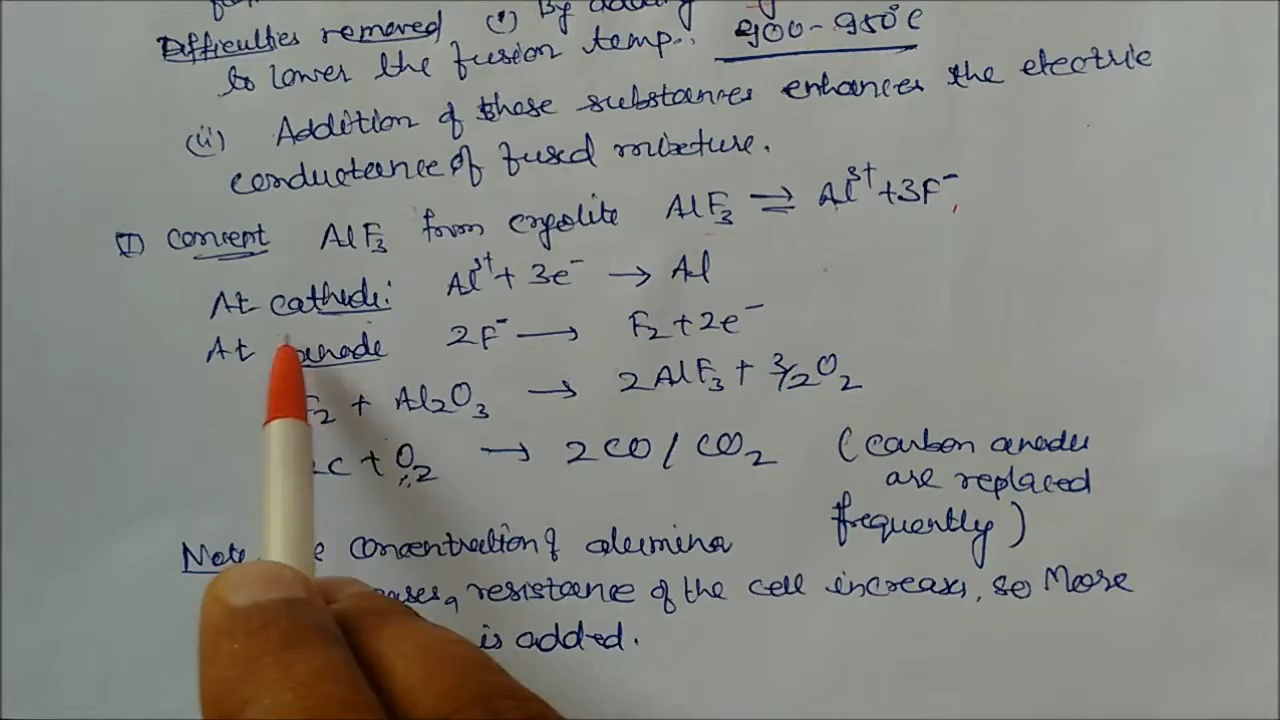 Difficulties removed (i) By adding
to lower the fusion temp. 900-950°C
(ii) Addition of those substances enhances the electric
conductance of fused mixture.
(I) concept AlF₃ from cryolite AlF₃ ⇌ Al³⁺ + 3F⁻
At cathode: Al³⁺ + 3e⁻ → Al
At anode 2F⁻ → F₂ + 2e⁻
F₂ + Al₂O₃ → 2AlF₃ + 3/2O₂
2C + O₂ → 2CO / CO₂ (carbon anodes
are replaced
frequently)
Note concentration of alumina
resistance of the cell increases, so More
is added.